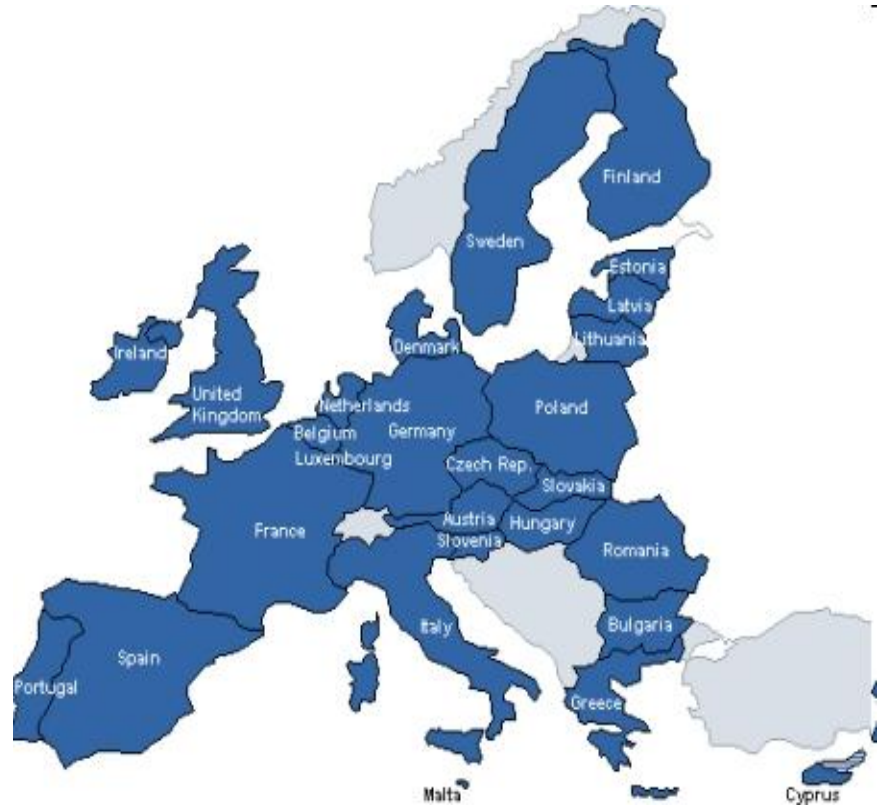 Finland
Sweden
Estonia
Latvia
Lithuania
Ireland
Denmark
United
Kingdom
Netherlands
Poland
Belgium
Germany
Luxembourg
Czech Rep.
Slovakia
Austria
Hungary
France
Slovenia
Romania
Italy
Bulgaria
Spain
Portugal
Greece
Malta
Cyprus